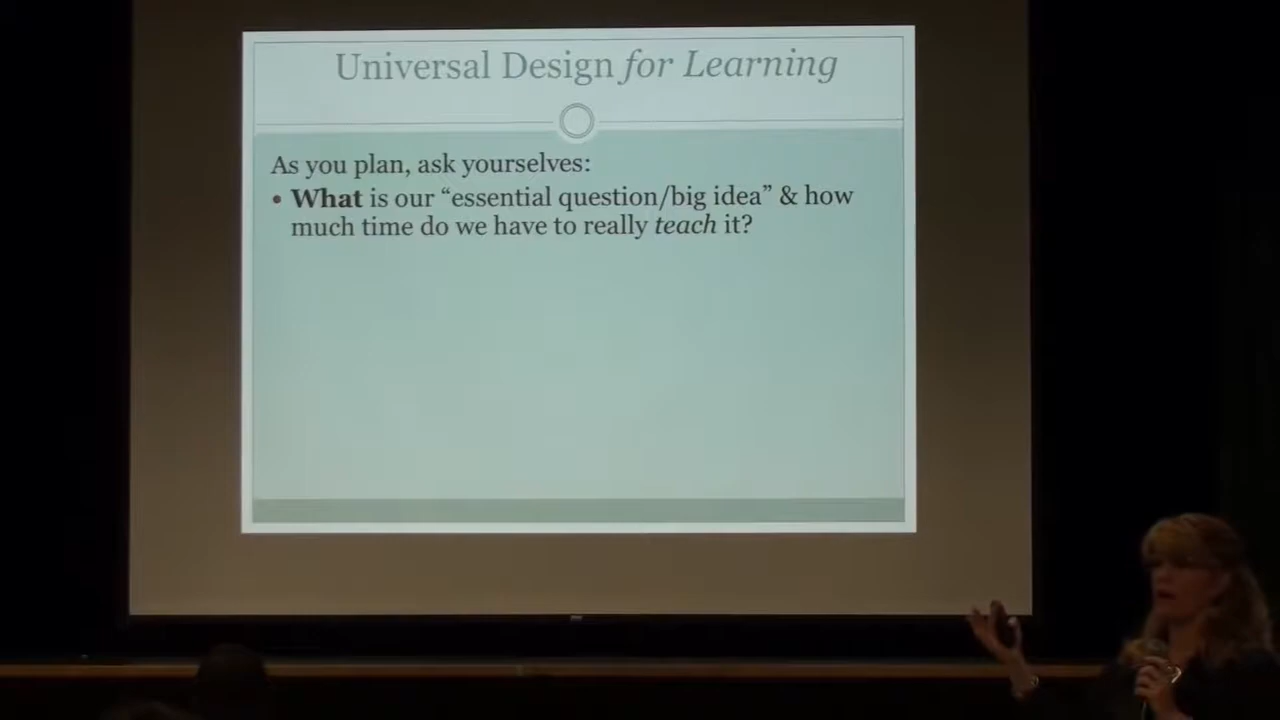 Universal Design for Learning
As you plan, ask yourselves:
• What is our “essential question/big idea” & how
much time do we have to really teach it?